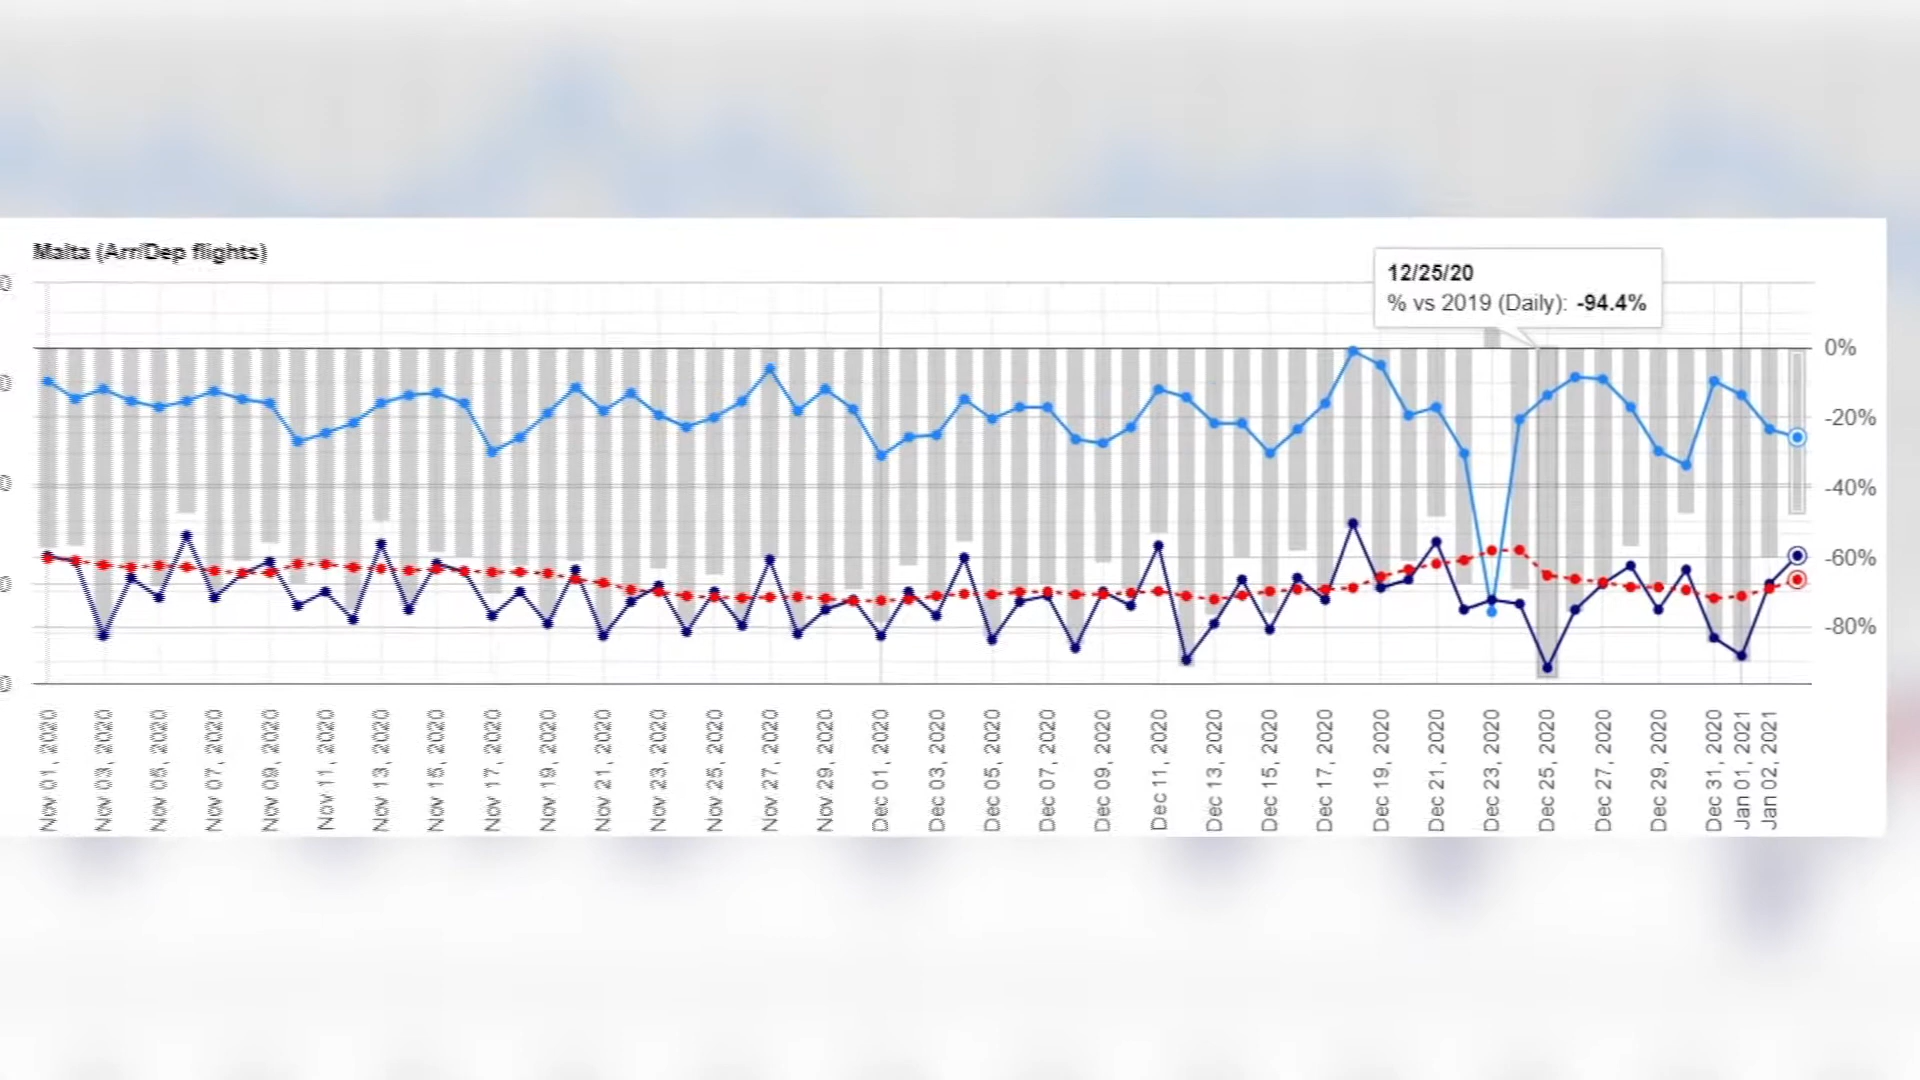 Malta (Arr/Dep flights)
12/25/20
% vs 2019 (Daily): -94.4%
0%
-20%
-40%
-60%
-80%
0
0
0
0
0
Nov 01, 2020
Nov 03, 2020
Nov 05, 2020
Nov 07, 2020
Nov 09, 2020
Nov 11, 2020
Nov 13, 2020
Nov 15, 2020
Nov 17, 2020
Nov 19, 2020
Nov 21, 2020
Nov 23, 2020
Nov 25, 2020
Nov 27, 2020
Nov 29, 2020
Dec 01, 2020
Dec 03, 2020
Dec 05, 2020
Dec 07, 2020
Dec 09, 2020
Dec 11, 2020
Dec 13, 2020
Dec 15, 2020
Dec 17, 2020
Dec 19, 2020
Dec 21, 2020
Dec 23, 2020
Dec 25, 2020
Dec 27, 2020
Dec 29, 2020
Dec 31, 2020
Jan 01, 2021
Jan 02, 2021